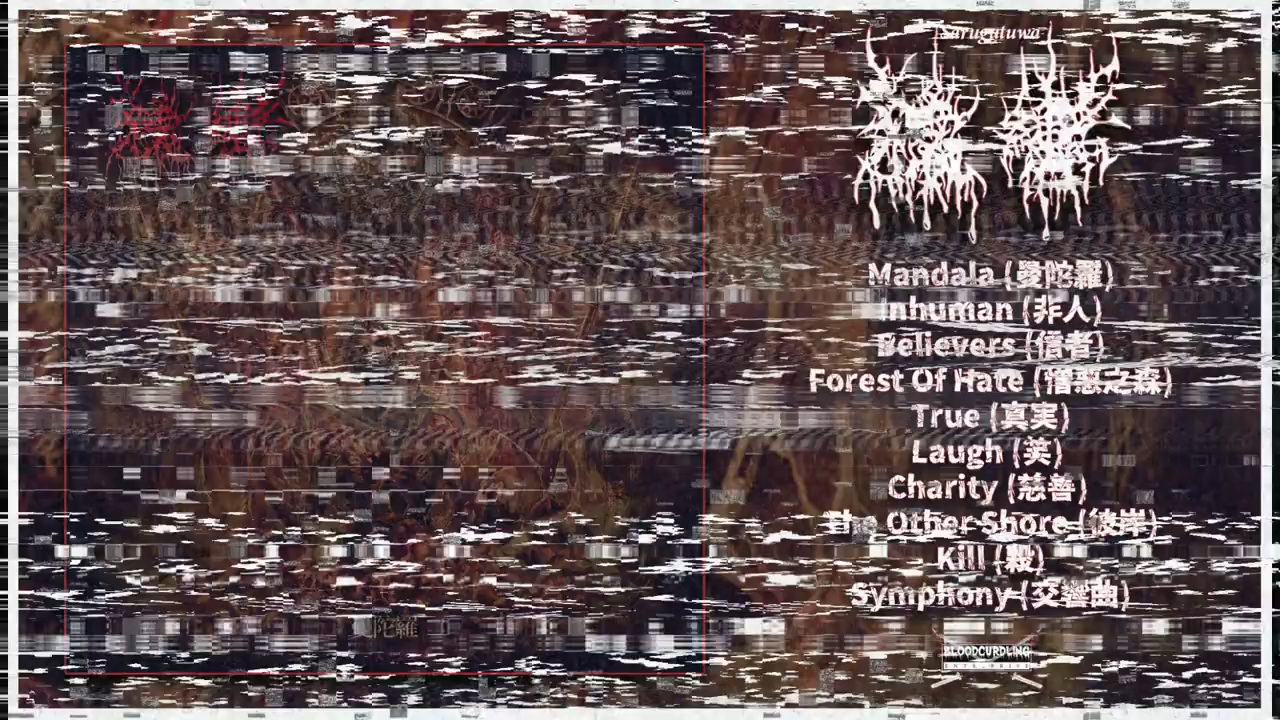 Sarugutuwa
Mandala (曼陀羅)
Inhuman (非人)
Believers (信者)
Forest Of Hate (憎悪之森)
True (真実)
Laugh (笑)
Charity (慈善)
The Other Shore (彼岸)
Kill (殺)
Symphony (交響曲)
陀羅
BLOODCURDLING
ENTERPRISE